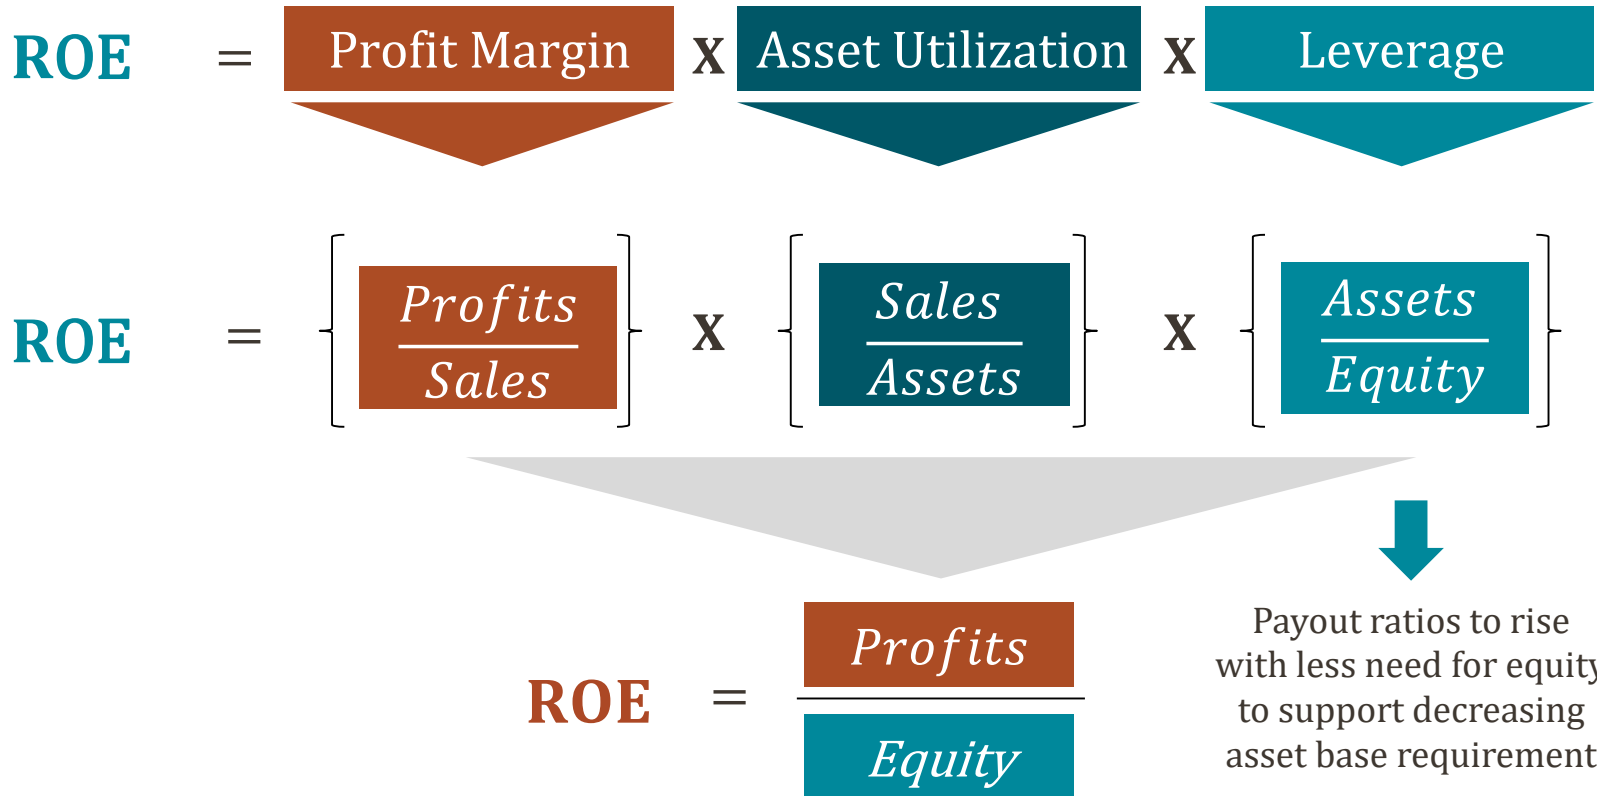 ROE = Profit Margin X Asset Utilization X Leverage
ROE = { Profits / Sales } X { Sales / Assets } X { Assets / Equity }
ROE = Profits / Equity
Payout ratios to rise
with less need for equity
to support decreasing
asset base requirement